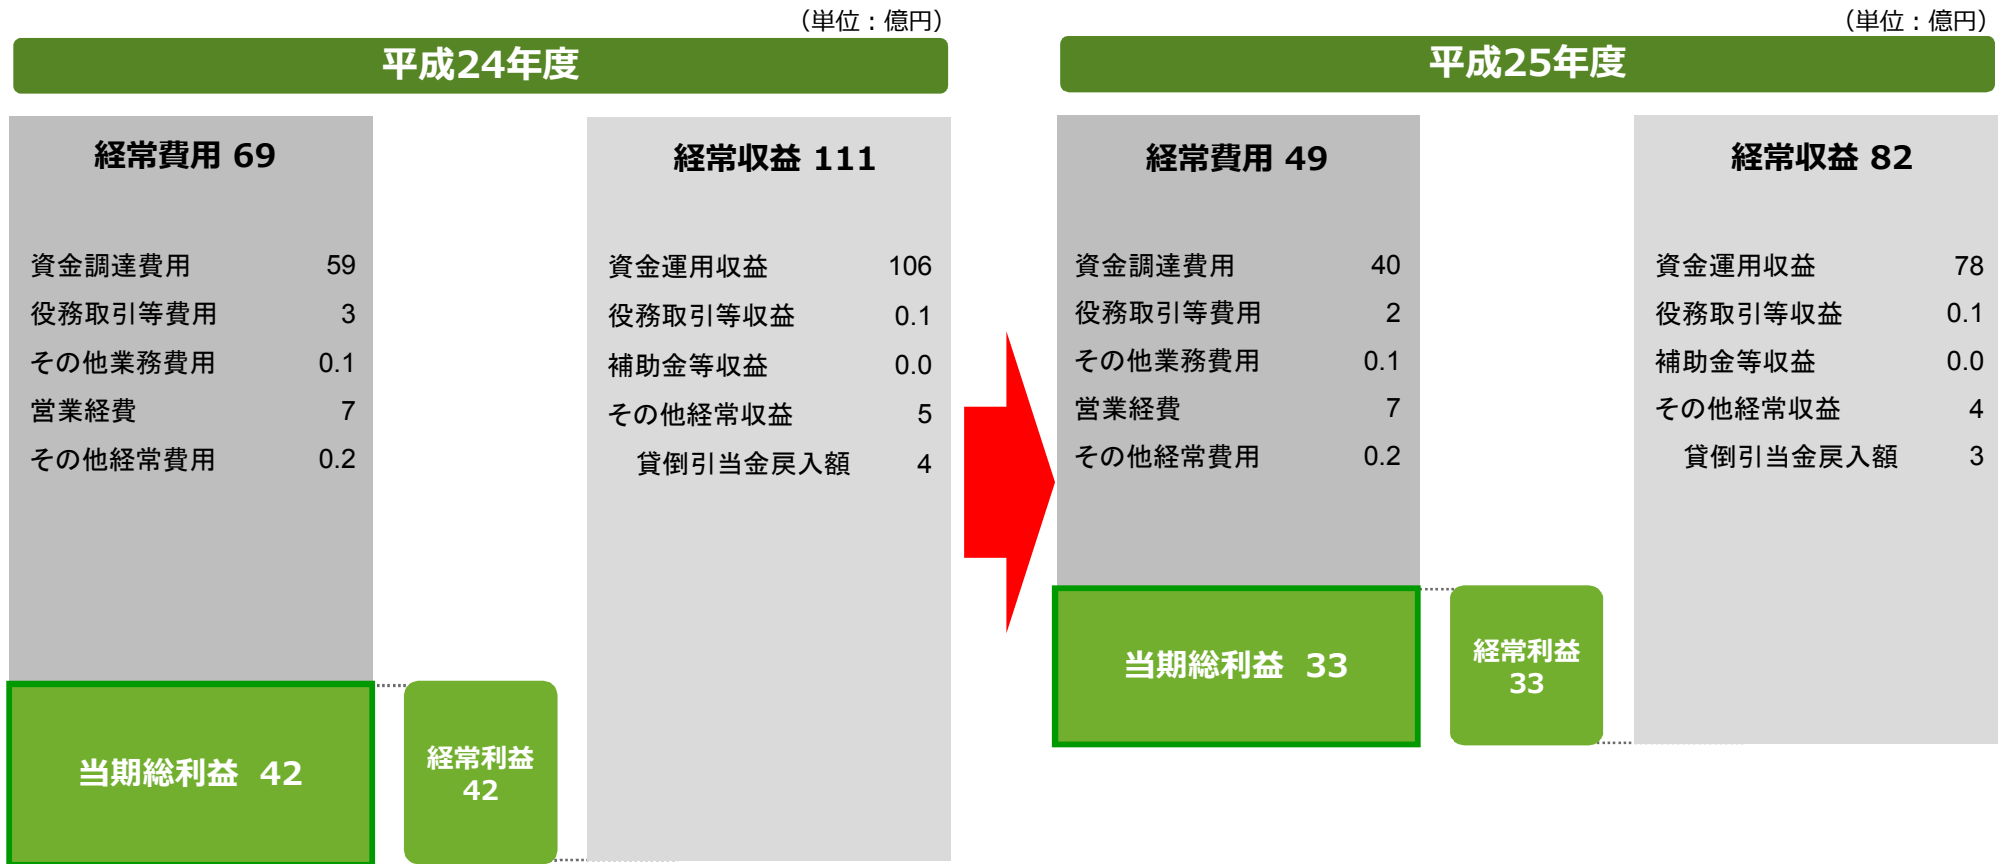 （単位：億円）
平成24年度
経常費用 69
資金調達費用 59
役務取引等費用 3
その他業務費用 0.1
営業経費 7
その他経常費用 0.2
当期総利益 42
経常利益
42
経常収益 111
資金運用収益 106
役務取引等収益 0.1
補助金等収益 0.0
その他経常収益 5
貸倒引当金戻入額 4
（単位：億円）
平成25年度
経常費用 49
資金調達費用 40
役務取引等費用 2
その他業務費用 0.1
営業経費 7
その他経常費用 0.2
当期総利益 33
経常利益
33
経常収益 82
資金運用収益 78
役務取引等収益 0.1
補助金等収益 0.0
その他経常収益 4
貸倒引当金戻入額 3